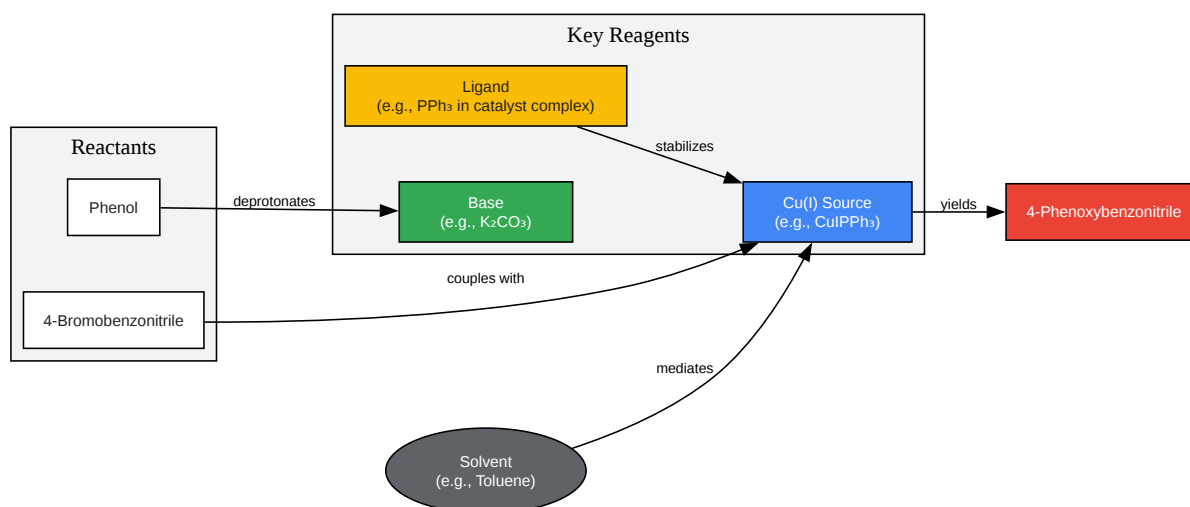 Key Reagents
Ligand
(e.g., PPh₃ in catalyst complex)
Reactants
stabilizes
Phenol
deprotonates
Base
(e.g., K₂CO₃)
Cu(I) Source
(e.g., CuIPPh₃)
yields
4-Phenoxybenzonitrile
couples with
4-Bromobenzonitrile
mediates
Solvent
(e.g., Toluene)